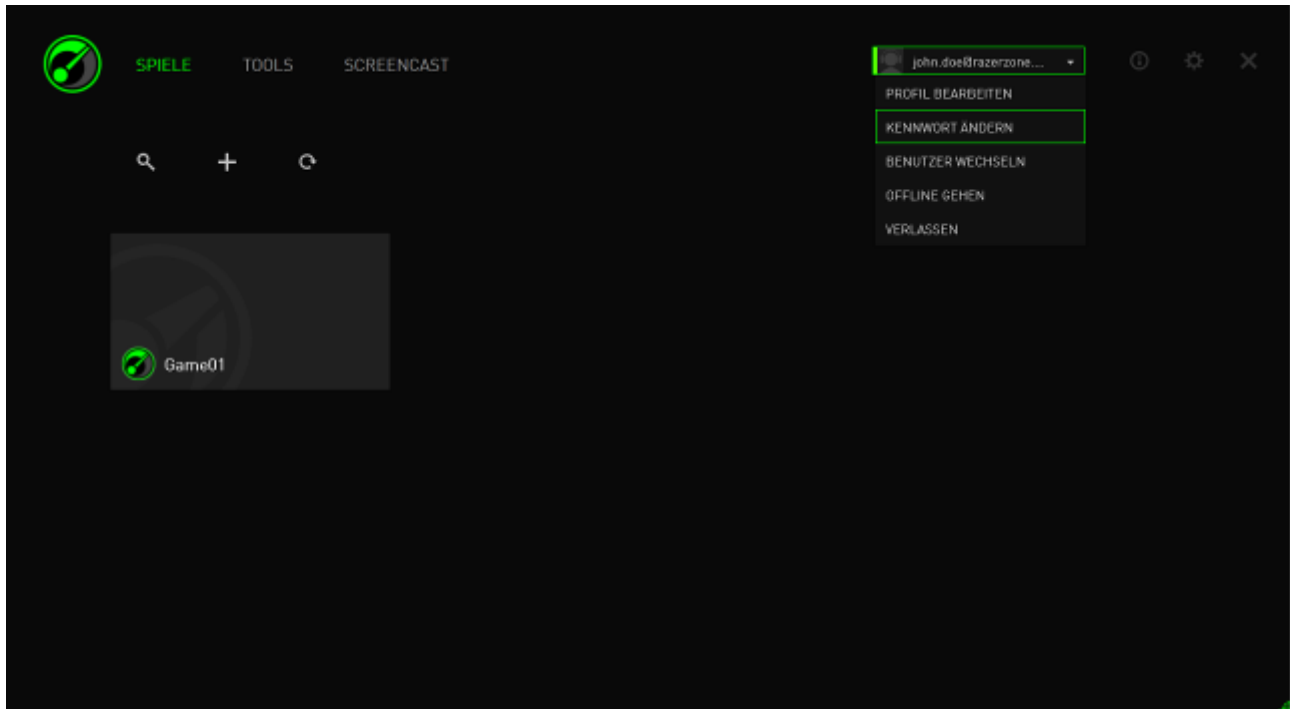 SPIELE TOOLS SCREENCAST
john.doe@razerzone....
PROFIL BEARBEITEN
KENNWORT ÄNDERN
BENUTZER WECHSELN
OFFLINE GEHEN
VERLASSEN
Game01